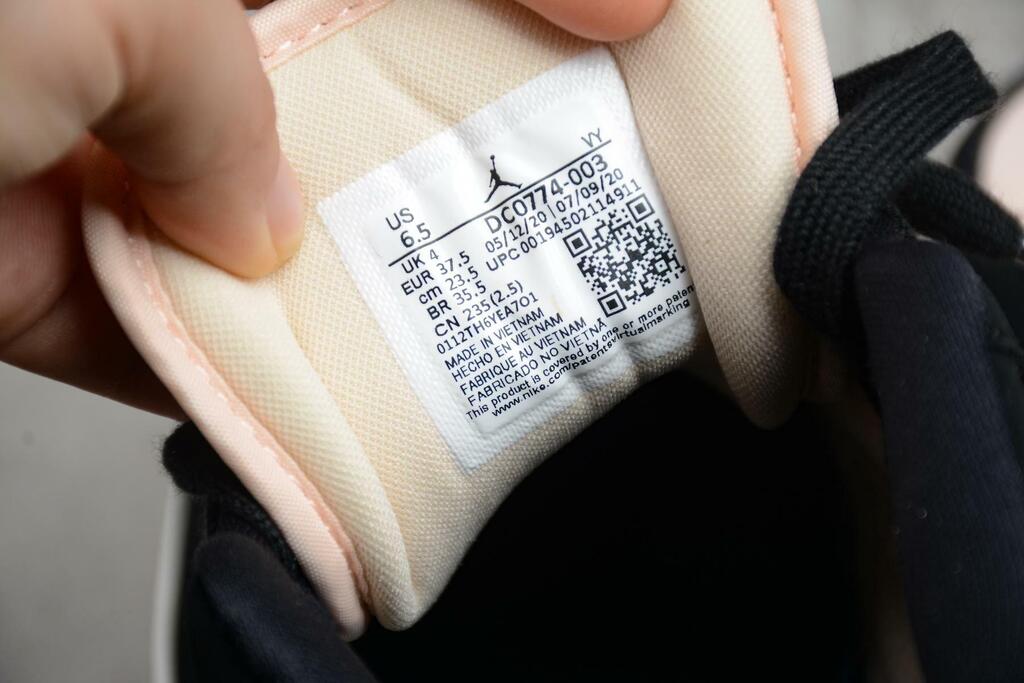 US
6.5
VY
DC0774-003
UK 4
05/12/20 | 07/09/20
EUR 37.5
UPC 00194502114911
cm 23.5
BR 35.5
CN 235(2.5)
0112TH6YEA701
MADE IN VIETNAM
HECHO EN VIETNAM
FABRIQUE AU VIETNAM
FABRICADO NO VIETNA
This product is covered by one or more paten
www.nike.com/patentsvirtualmarking